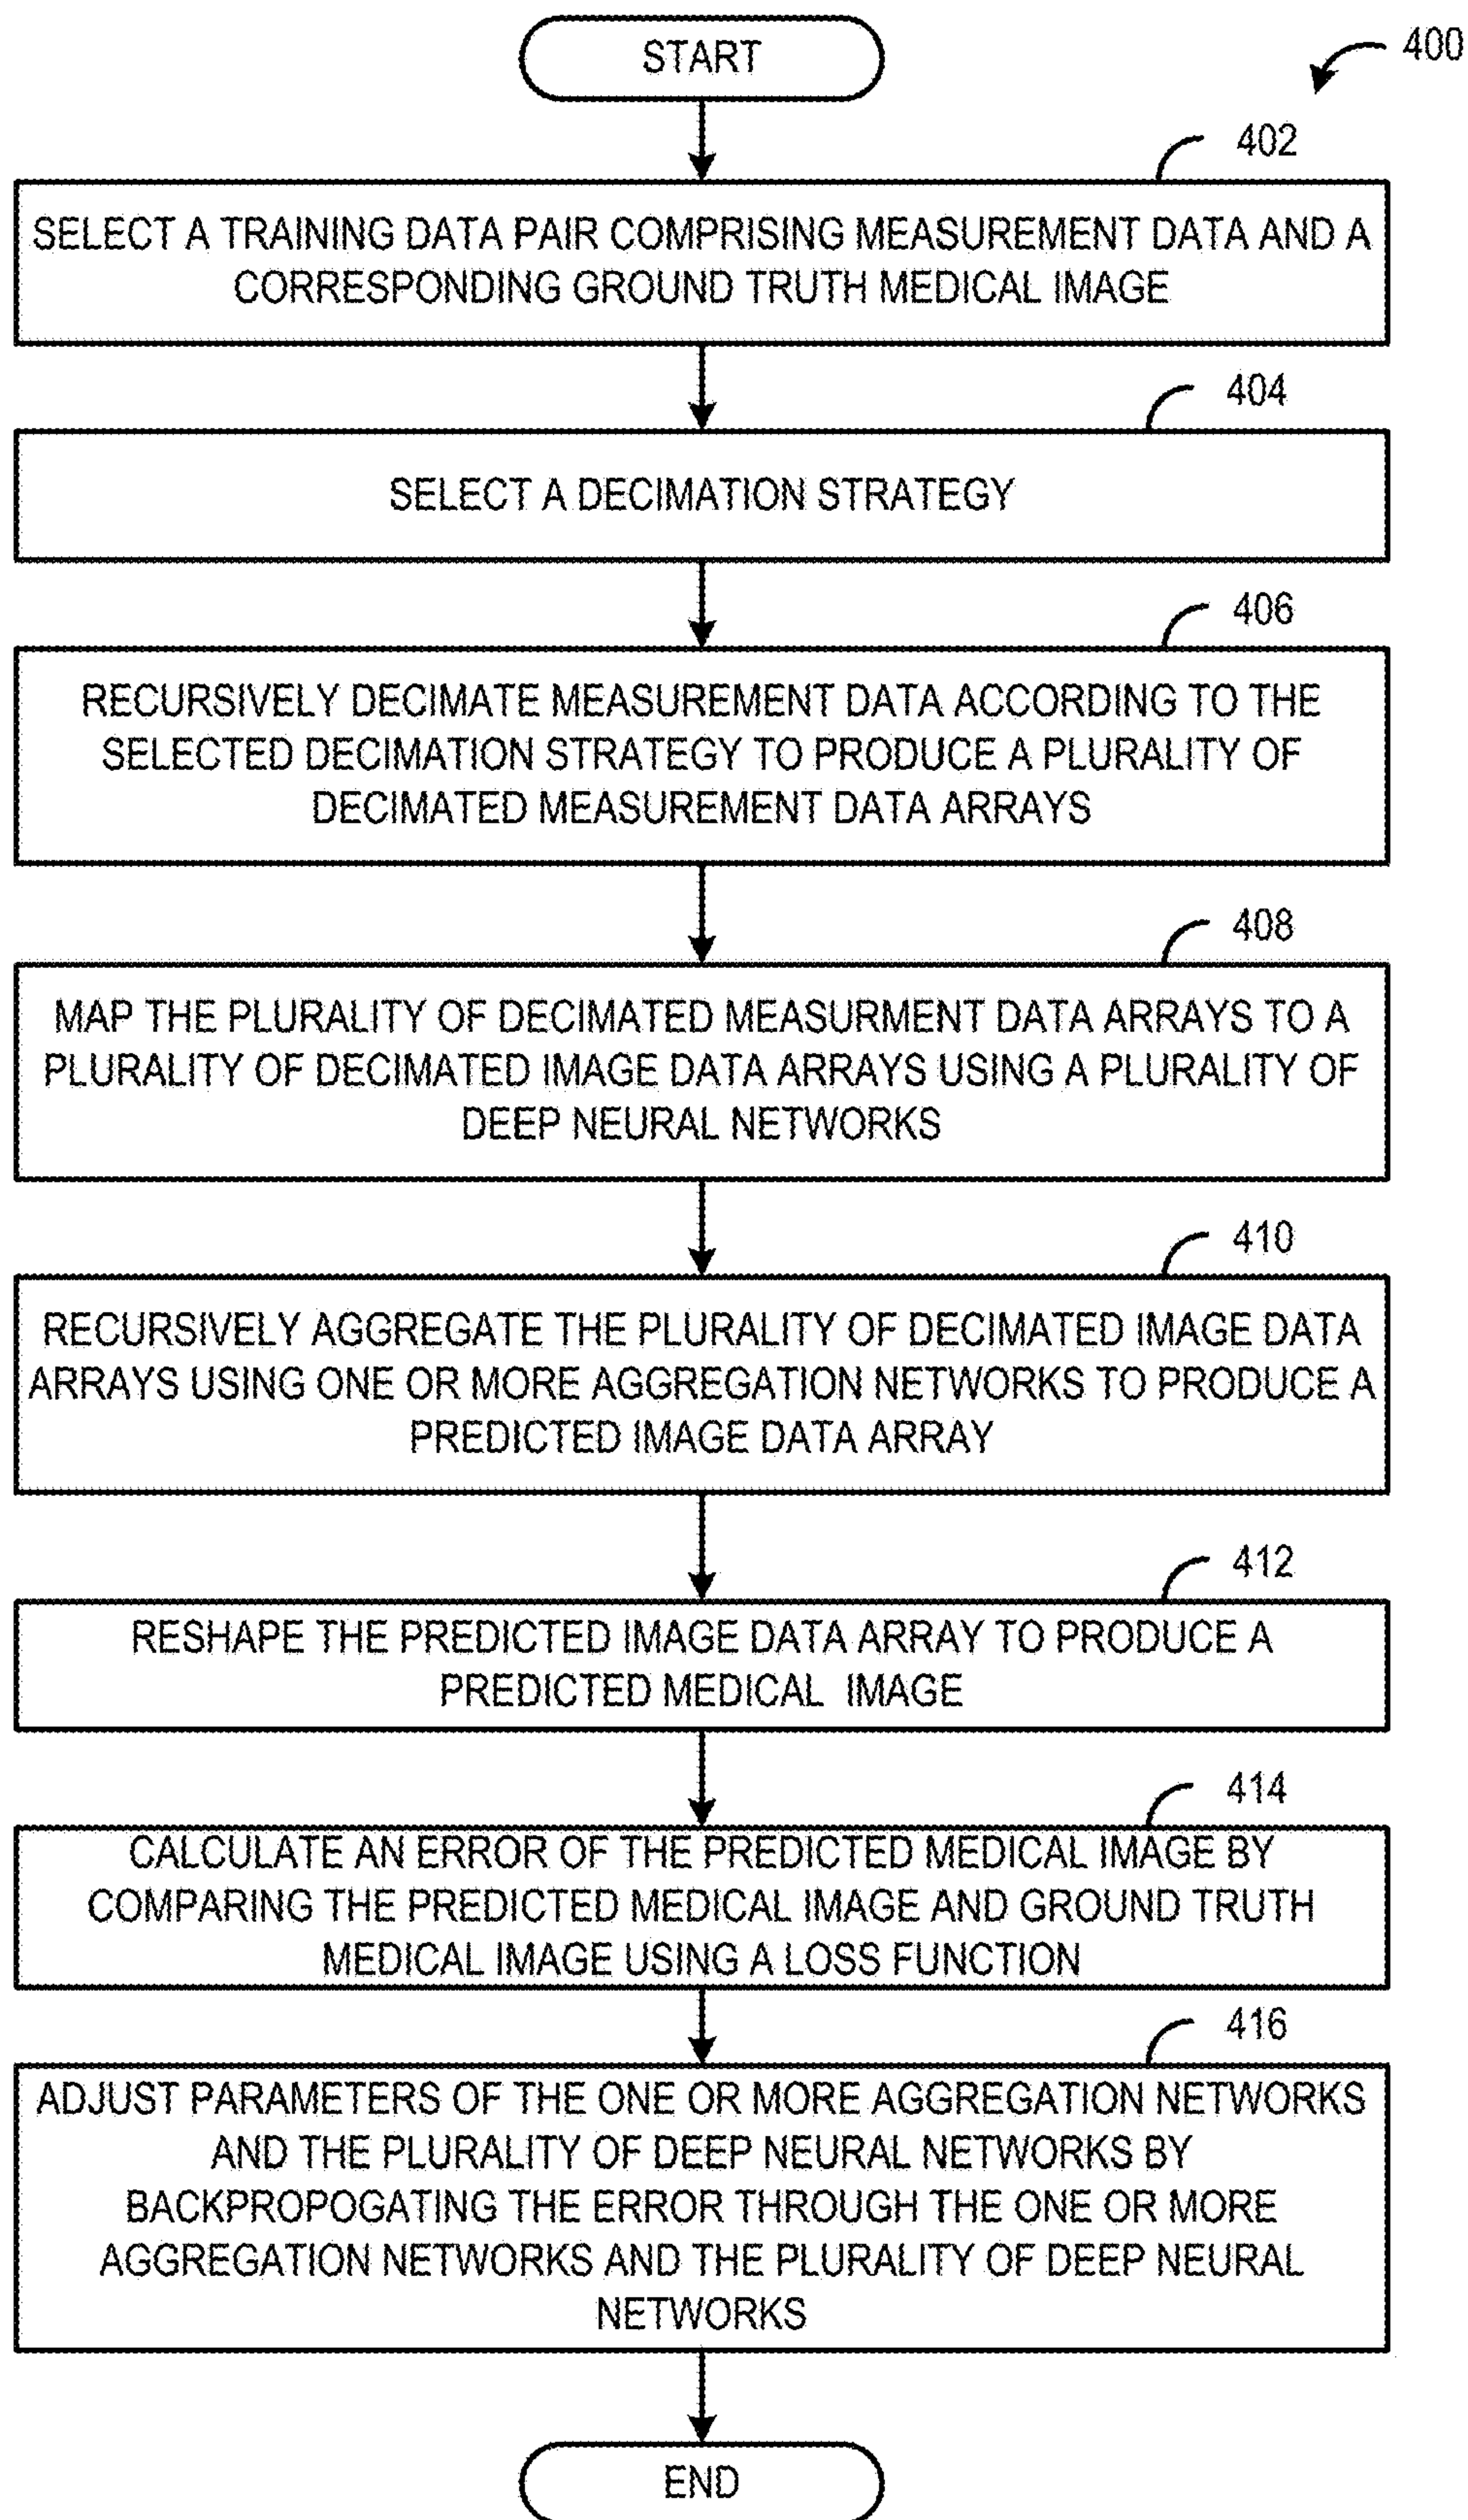 START
400
402
SELECT A TRAINING DATA PAIR COMPRISING MEASUREMENT DATA AND A
CORRESPONDING GROUND TRUTH MEDICAL IMAGE
404
SELECT A DECIMATION STRATEGY
406
RECURSIVELY DECIMATE MEASUREMENT DATA ACCORDING TO THE
SELECTED DECIMATION STRATEGY TO PRODUCE A PLURALITY OF
DECIMATED MEASUREMENT DATA ARRAYS
408
MAP THE PLURALITY OF DECIMATED MEASURMENT DATA ARRAYS TO A
PLURALITY OF DECIMATED IMAGE DATA ARRAYS USING A PLURALITY OF
DEEP NEURAL NETWORKS
410
RECURSIVELY AGGREGATE THE PLURALITY OF DECIMATED IMAGE DATA
ARRAYS USING ONE OR MORE AGGREGATION NETWORKS TO PRODUCE A
PREDICTED IMAGE DATA ARRAY
412
RESHAPE THE PREDICTED IMAGE DATA ARRAY TO PRODUCE A
PREDICTED MEDICAL IMAGE
414
CALCULATE AN ERROR OF THE PREDICTED MEDICAL IMAGE BY
COMPARING THE PREDICTED MEDICAL IMAGE AND GROUND TRUTH
MEDICAL IMAGE USING A LOSS FUNCTION
416
ADJUST PARAMETERS OF THE ONE OR MORE AGGREGATION NETWORKS
AND THE PLURALITY OF DEEP NEURAL NETWORKS BY
BACKPROPOGATING THE ERROR THROUGH THE ONE OR MORE
AGGREGATION NETWORKS AND THE PLURALITY OF DEEP NEURAL
NETWORKS
END